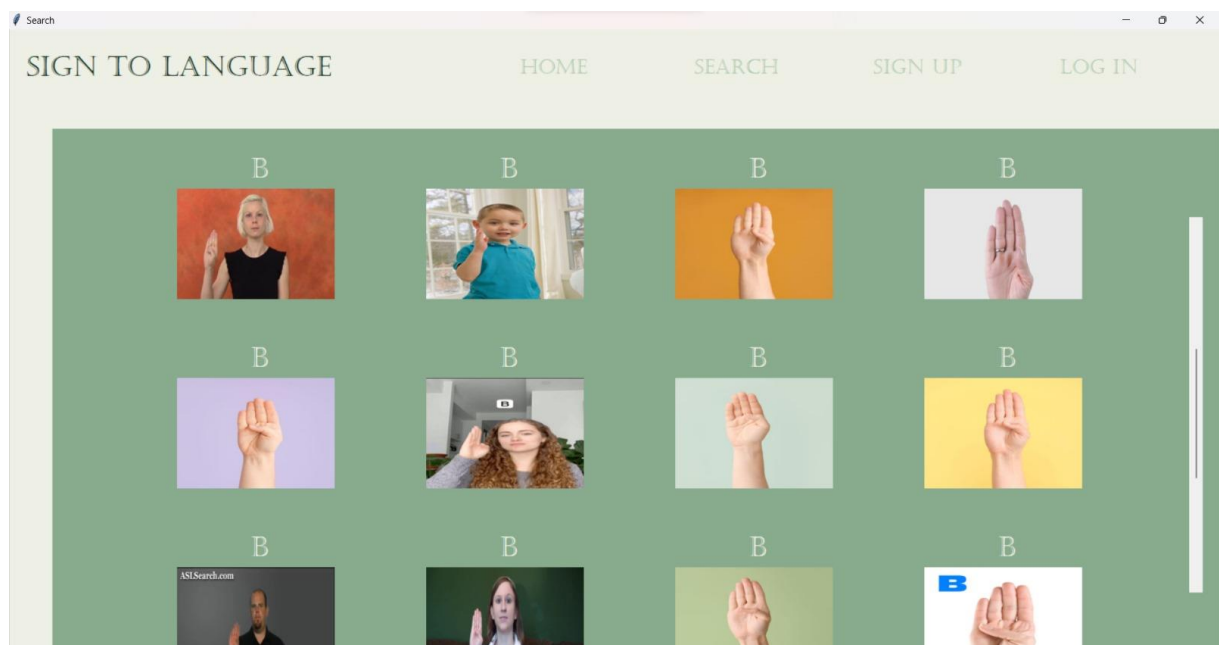 Search
SIGN TO LANGUAGE
HOME
SEARCH
SIGN UP
LOG IN
B B B B
B B B B
B
B B B B
ASLSearch.com
B